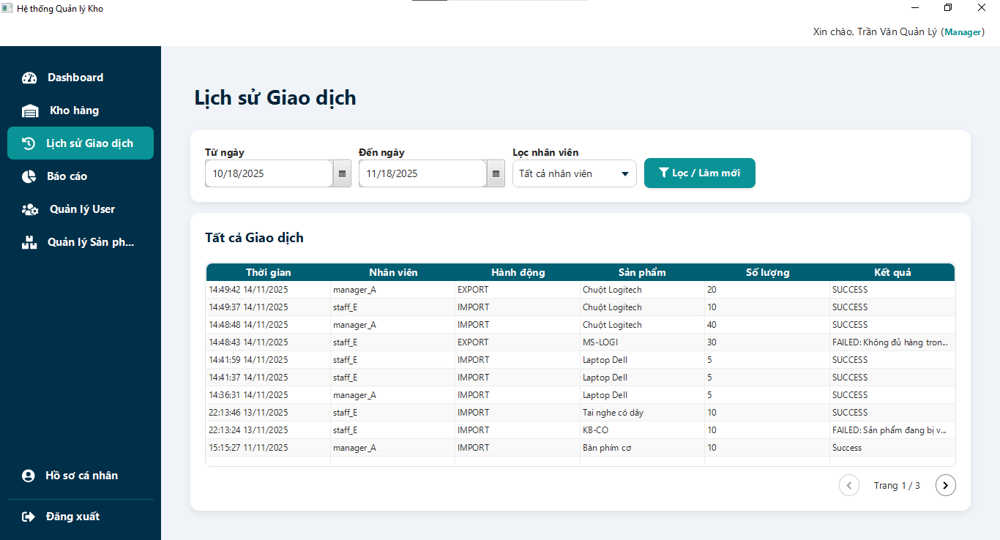 Hệ thống Quản lý Kho
Xin chào, Trần Văn Quản Lý (Manager)
Dashboard
Kho hàng
Lịch sử Giao dịch
Báo cáo
Quản lý User
Quản lý Sản ph...
Hồ sơ cá nhân
Đăng xuất
Lịch sử Giao dịch
Từ ngày Đến ngày Lọc nhân viên
10/18/2025 11/18/2025 Tất cả nhân viên Lọc / Làm mới
Tất cả Giao dịch
Thời gian Nhân viên Hành động Sản phẩm Số lượng Kết quả
14:49:42 14/11/2025 manager_A EXPORT Chuột Logitech 20 SUCCESS
14:49:37 14/11/2025 staff_E IMPORT Chuột Logitech 10 SUCCESS
14:48:48 14/11/2025 manager_A IMPORT Chuột Logitech 40 SUCCESS
14:48:43 14/11/2025 staff_E EXPORT MS-LOGI 30 FAILED: Không đủ hàng tron...
14:41:59 14/11/2025 staff_E IMPORT Laptop Dell 5 SUCCESS
14:41:37 14/11/2025 staff_E IMPORT Laptop Dell 5 SUCCESS
14:36:31 14/11/2025 manager_A IMPORT Laptop Dell 5 SUCCESS
22:13:46 13/11/2025 staff_E IMPORT Tai nghe có dây 10 SUCCESS
22:13:24 13/11/2025 staff_E IMPORT KB-CO 10 FAILED: Sản phẩm đang bị v...
15:15:27 11/11/2025 manager_A IMPORT Bàn phím cơ 10 Success
Trang 1 / 3